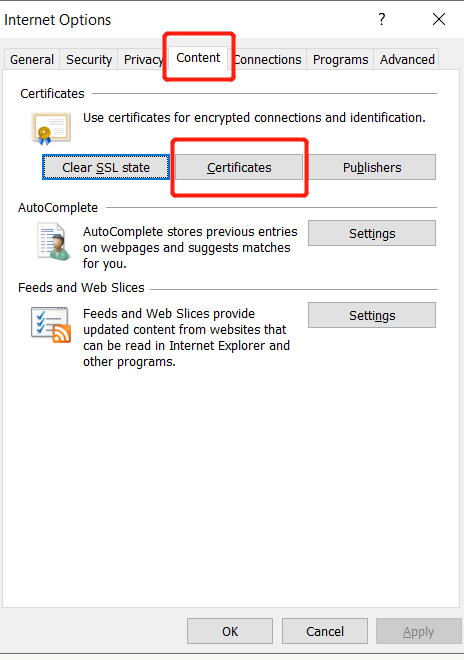 Internet Options ?
General Security Privacy Content Connections Programs Advanced
Certificates
Use certificates for encrypted connections and identification.
Clear SSL state Certificates Publishers
AutoComplete
AutoComplete stores previous entries
on webpages and suggests matches
for you.
Settings
Feeds and Web Slices
Feeds and Web Slices provide
updated content from websites that
can be read in Internet Explorer and
other programs.
Settings
OK Cancel Apply